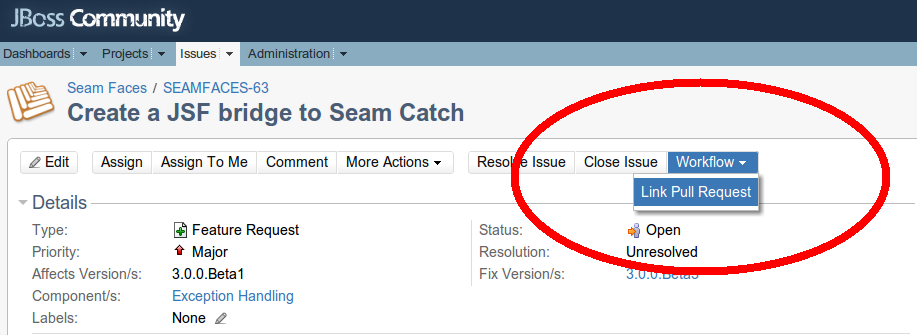 JBoss Community
Dashboards Projects Issues Administration
Seam Faces / SEAMFACES-63
Create a JSF bridge to Seam Catch
Edit Assign Assign To Me Comment More Actions Resolve Issue Close Issue Workflow
Link Pull Request
Details
Type: Feature Request Status: Open
Priority: Major Resolution: Unresolved
Affects Version/s: 3.0.0.Beta1 Fix Version/s: 3.0.0.Beta3
Component/s: Exception Handling
Labels: None